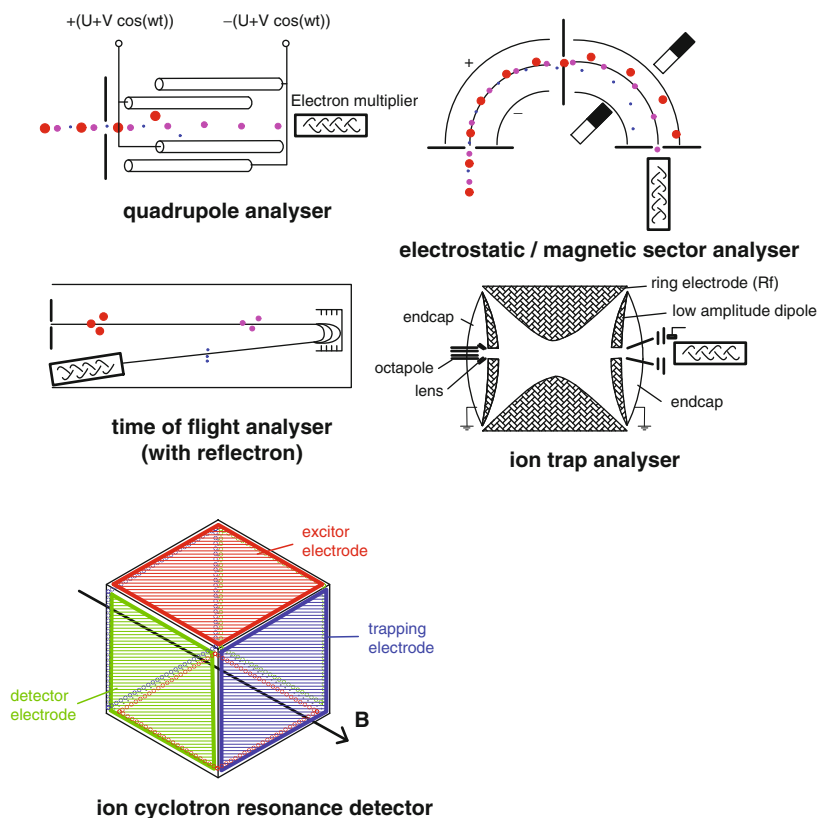 +(U+V cos(wt)) −(U+V cos(wt))
Electron multiplier
quadrupole analyser
+
−
electrostatic / magnetic sector analyser
time of flight analyser
(with reflectron)
ring electrode (Rf)
low amplitude dipole
endcap
octapole
lens
endcap
ion trap analyser
excitor
electrode
trapping
electrode
detector
electrode
B
ion cyclotron resonance detector